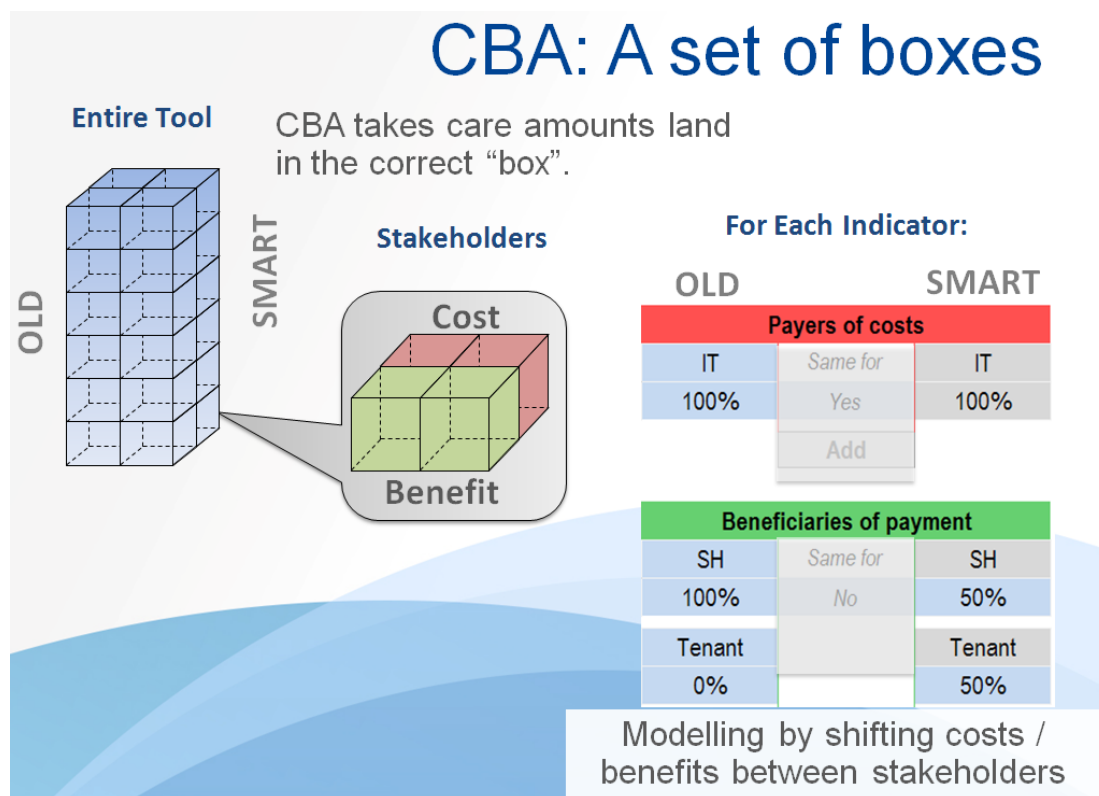 CBA: A set of boxes
Entire Tool
CBA takes care amounts land
in the correct “box”.
OLD
SMART
Stakeholders
Cost
Benefit
For Each Indicator:
OLD SMART
Payers of costs
IT Same for IT
100% Yes 100%
Add
Beneficiaries of payment
SH Same for SH
100% No 50%
Tenant Tenant
0% 50%
Modelling by shifting costs /
benefits between stakeholders